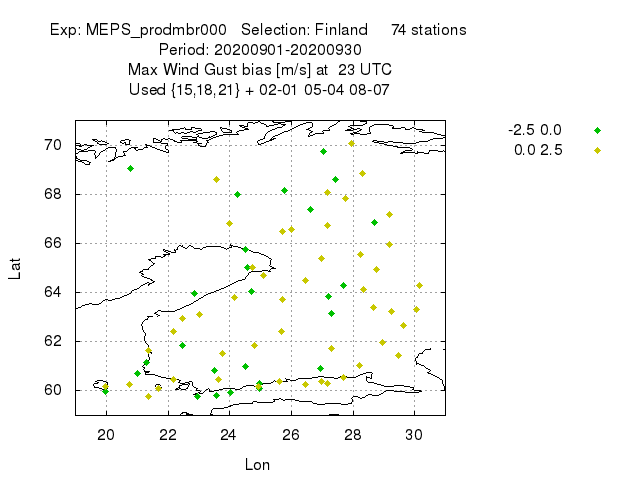 Exp: MEPS_prodmbr000 Selection: Finland 74 stations
Period: 20200901-20200930
Max Wind Gust bias [m/s] at 23 UTC
Used {15,18,21} + 02-01 05-04 08-07
-2.5 0.0
0.0 2.5
70
68
66
64
62
60
Lat
20 22 24 26 28 30
Lon